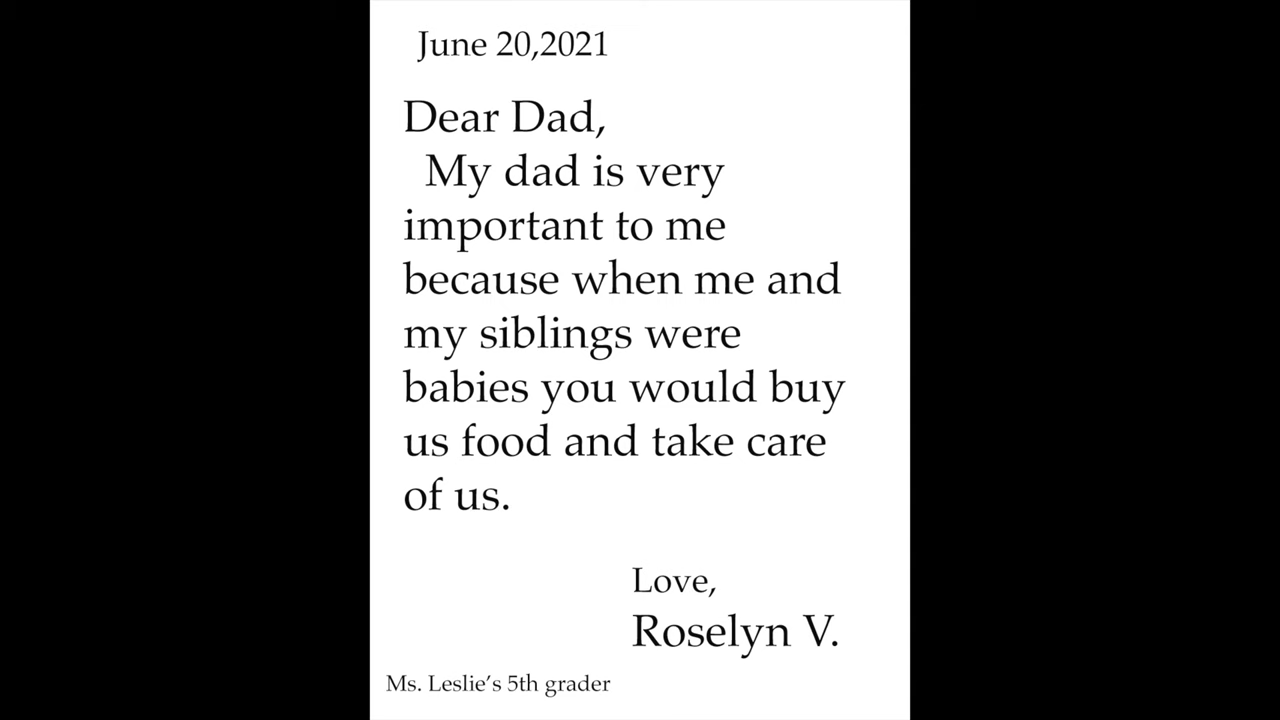 June 20,2021
Dear Dad,
My dad is very
important to me
because when me and
my siblings were
babies you would buy
us food and take care
of us.
Love,
Roselyn V.
Ms. Leslie's 5th grader